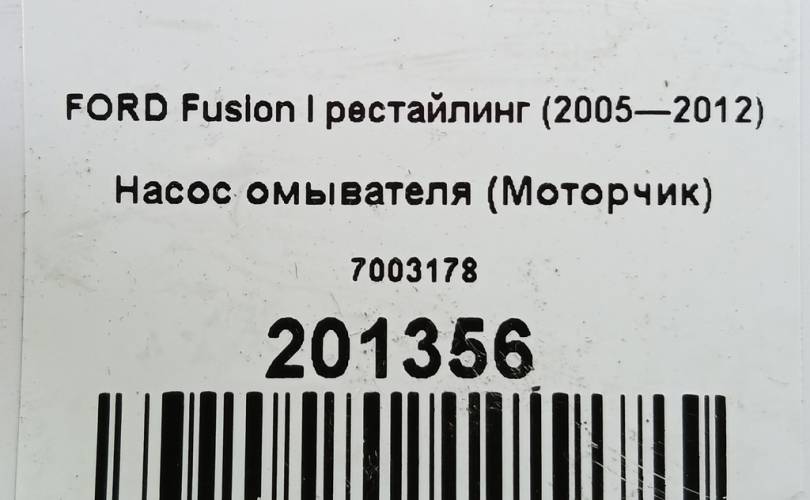 FORD Fusion I рестайлинг (2005—2012)
Насос омывателя (Моторчик)
7003178
201356